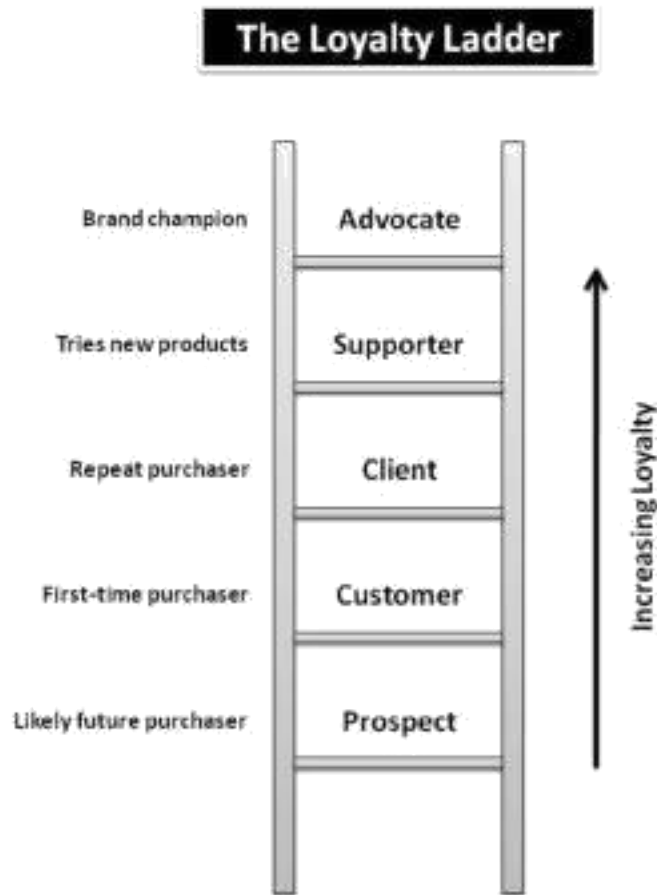 The Loyalty Ladder
Brand champion
Advocate
Tries new products
Supporter
Repeat purchaser
Client
First-time purchaser
Customer
Likely future purchaser
Prospect
Increasing Loyalty